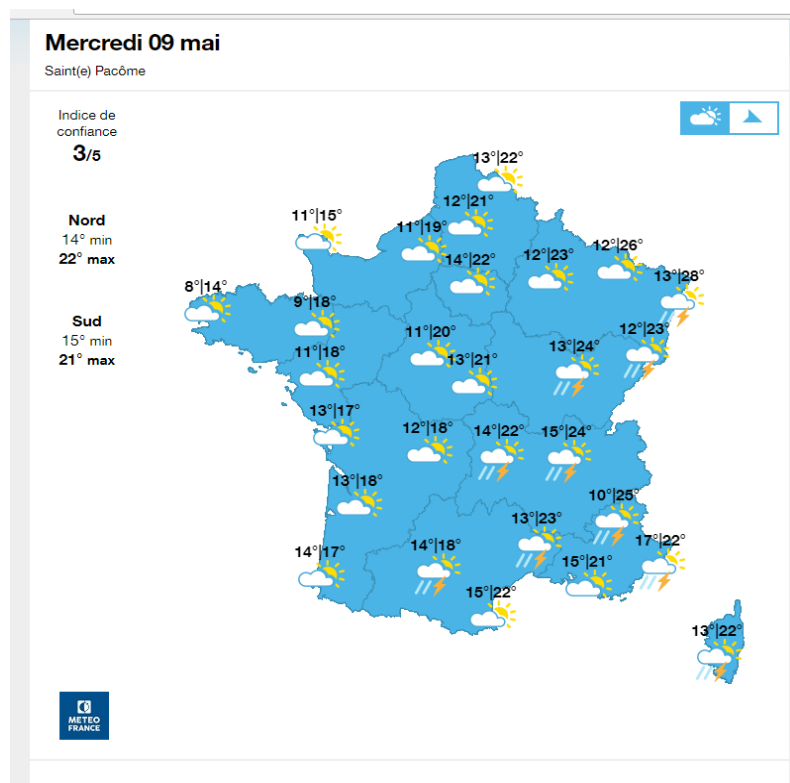 Mercredi 09 mai
Saint(e) Pacôme
Indice de
confiance
3/5
Nord
14° min
22° max
Sud
15° min
21° max
13°|22°
12°|21°
11°|15°
11°|19°
14°|22°
12°|23°
12°|26°
13°|28°
8°|14°
9°|18°
11°|20°
12°|23°
11°|18°
13°|21°
13°|24°
13°|17°
12°|18°
14°|22°
15°|24°
13°|18°
10°|25°
13°|23°
14°|17°
14°|18°
17°|22°
15°|21°
15°|22°
13°|22°
METEO
FRANCE